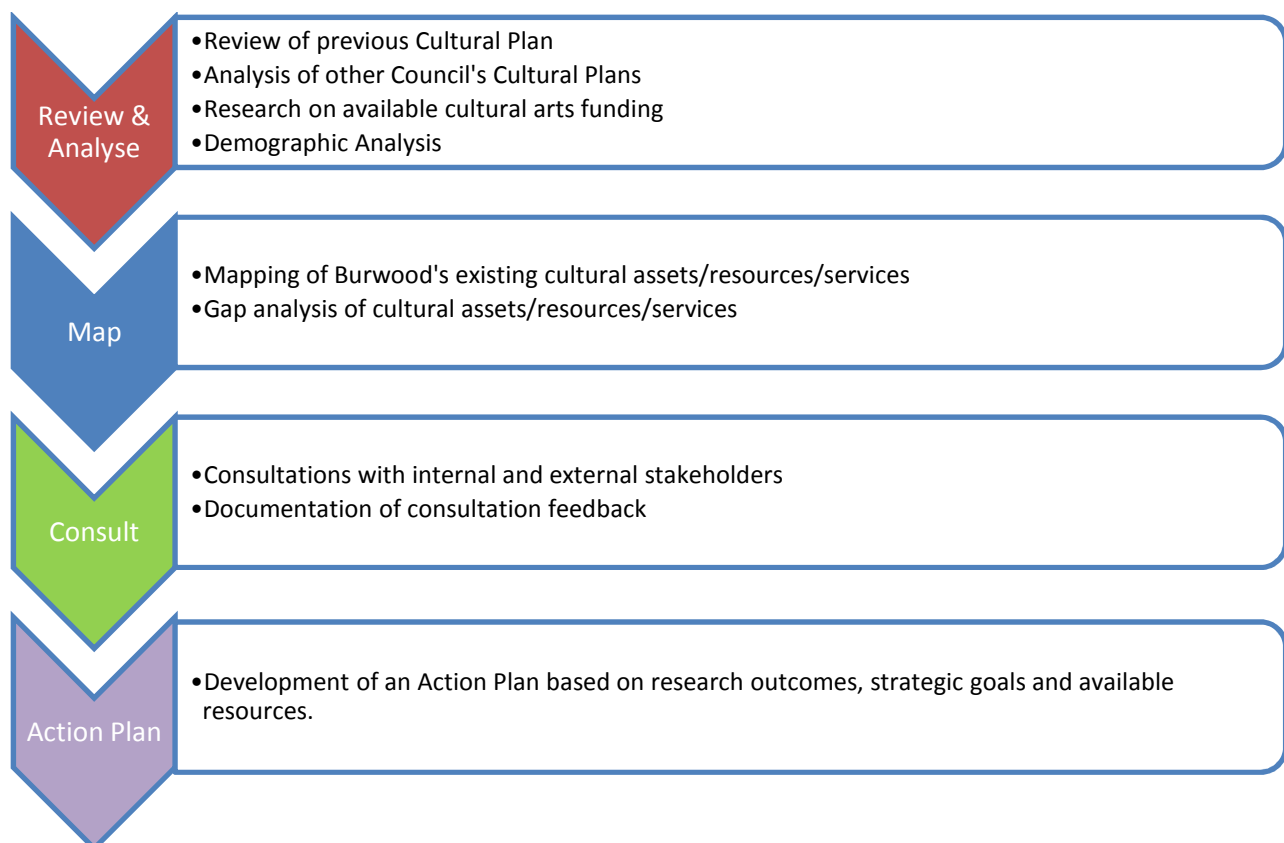 Review &
Analyse
•Review of previous Cultural Plan
•Analysis of other Council's Cultural Plans
•Research on available cultural arts funding
•Demographic Analysis
Map
•Mapping of Burwood's existing cultural assets/resources/services
•Gap analysis of cultural assets/resources/services
Consult
•Consultations with internal and external stakeholders
•Documentation of consultation feedback
Action Plan
•Development of an Action Plan based on research outcomes, strategic goals and available
resources.